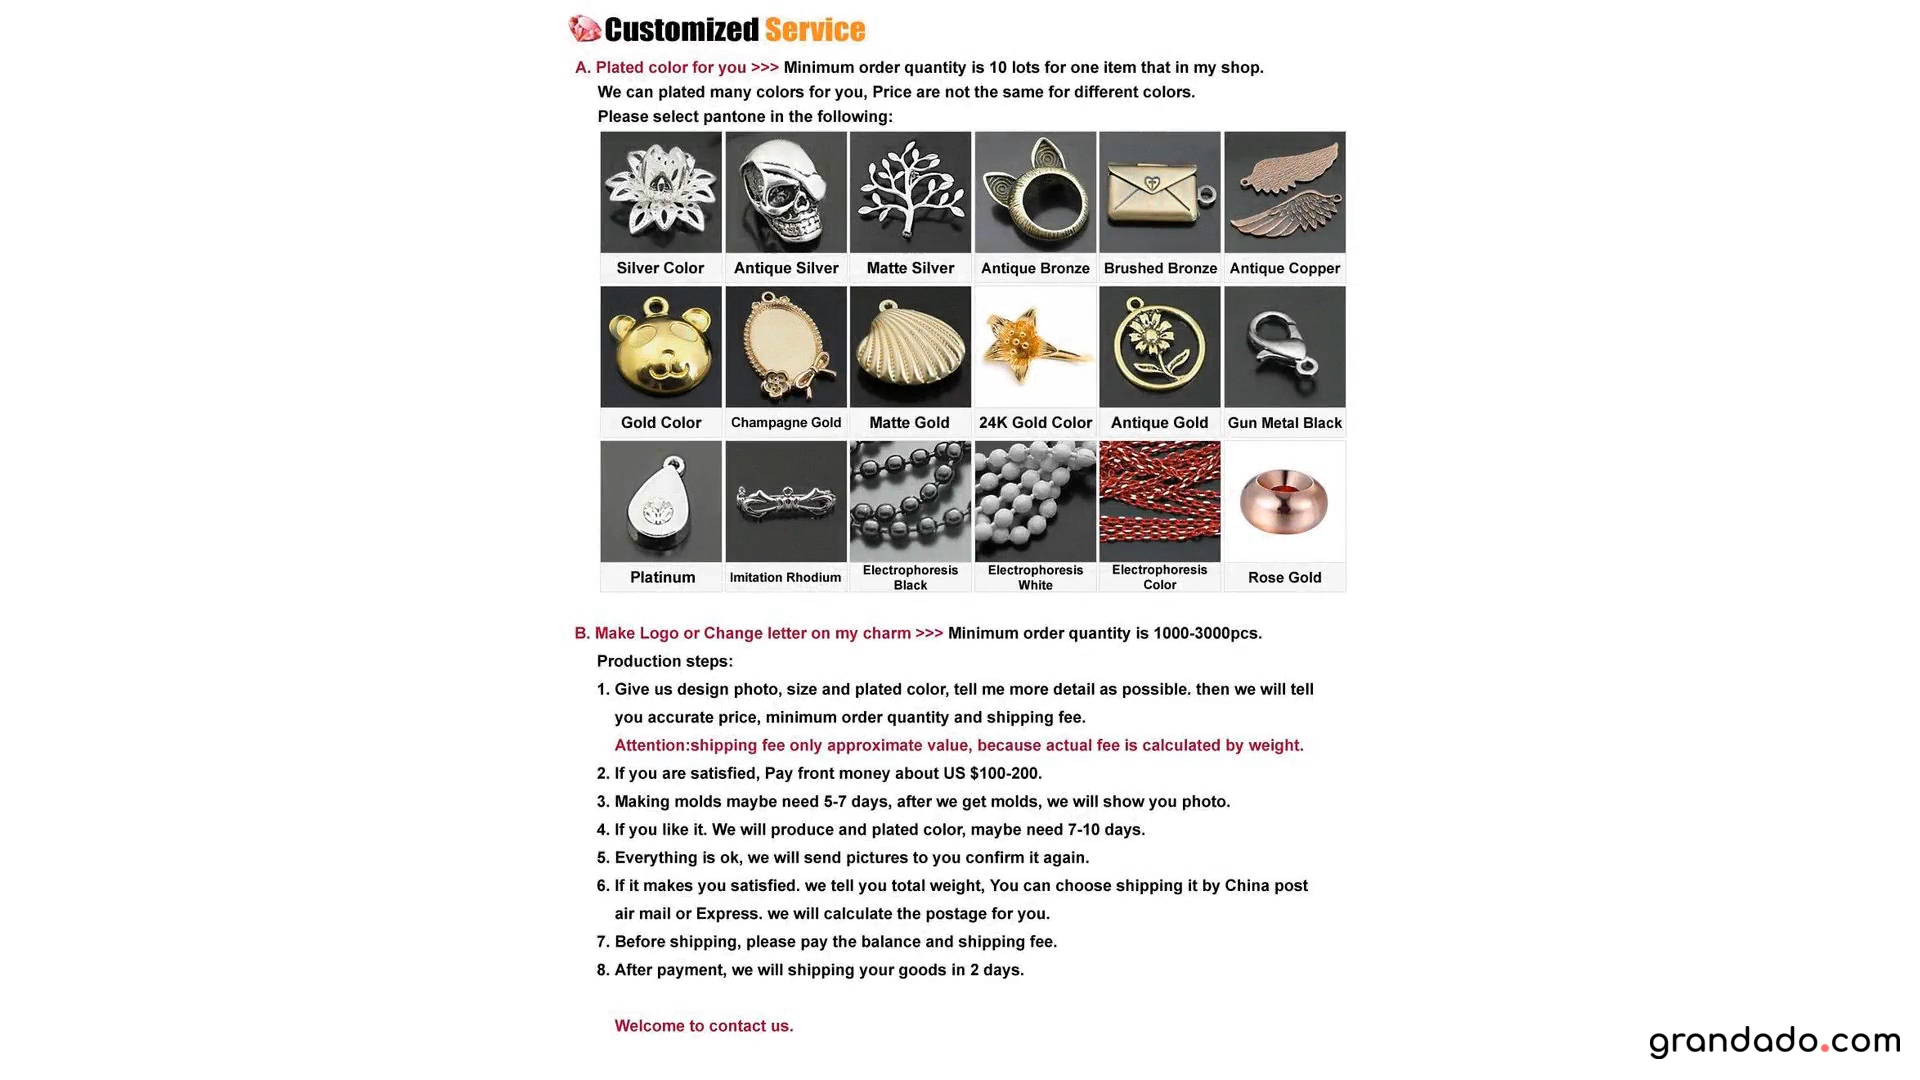 Customized Service
A. Plated color for you >>> Minimum order quantity is 10 lots for one item that in my shop.
We can plated many colors for you, Price are not the same for different colors.
Please select pantone in the following:
Silver Color Antique Silver Matte Silver Antique Bronze Brushed Bronze Antique Copper
Gold Color Champagne Gold Matte Gold 24K Gold Color Antique Gold Gun Metal Black
Platinum Imitation Rhodium Electrophoresis Black Electrophoresis White Electrophoresis Color Rose Gold
B. Make Logo or Change letter on my charm >>> Minimum order quantity is 1000-3000pcs.
Production steps:
1. Give us design photo, size and plated color, tell me more detail as possible. then we will tell
you accurate price, minimum order quantity and shipping fee.
Attention:shipping fee only approximate value, because actual fee is calculated by weight.
2. If you are satisfied, Pay front money about US $100-200.
3. Making molds maybe need 5-7 days, after we get molds, we will show you photo.
4. If you like it. We will produce and plated color, maybe need 7-10 days.
5. Everything is ok, we will send pictures to you confirm it again.
6. If it makes you satisfied. we tell you total weight, You can choose shipping it by China post
air mail or Express. we will calculate the postage for you.
7. Before shipping, please pay the balance and shipping fee.
8. After payment, we will shipping your goods in 2 days.
Welcome to contact us.
grandado.com